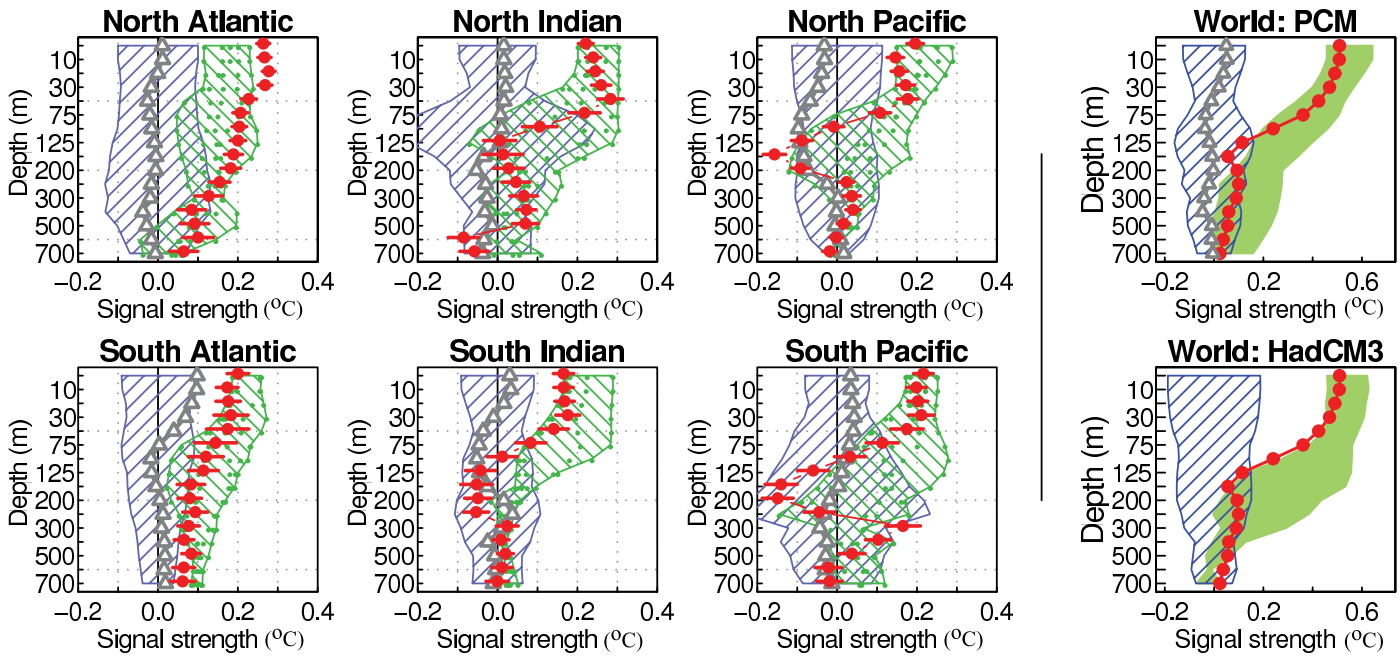 North Atlantic
Depth (m)
10
30
75
125
200
300
500
700
−0.2 0.0 0.2 0.4
Signal strength (°C)
North Indian
Depth (m)
10
30
75
125
200
300
500
700
−0.2 0.0 0.2 0.4
Signal strength (°C)
North Pacific
Depth (m)
10
30
75
125
200
300
500
700
−0.2 0.0 0.2 0.4
Signal strength (°C)
World: PCM
Depth (m)
10
30
75
125
200
300
500
700
−0.2 0.2 0.6
Signal strength (°C)
South Atlantic
Depth (m)
10
30
75
125
200
300
500
700
−0.2 0.0 0.2 0.4
Signal strength (°C)
South Indian
Depth (m)
10
30
75
125
200
300
500
700
−0.2 0.0 0.2 0.4
Signal strength (°C)
South Pacific
Depth (m)
10
30
75
125
200
300
500
700
−0.2 0.0 0.2 0.4
Signal strength (°C)
World: HadCM3
Depth (m)
10
30
75
125
200
300
500
700
−0.2 0.2 0.6
Signal strength (°C)